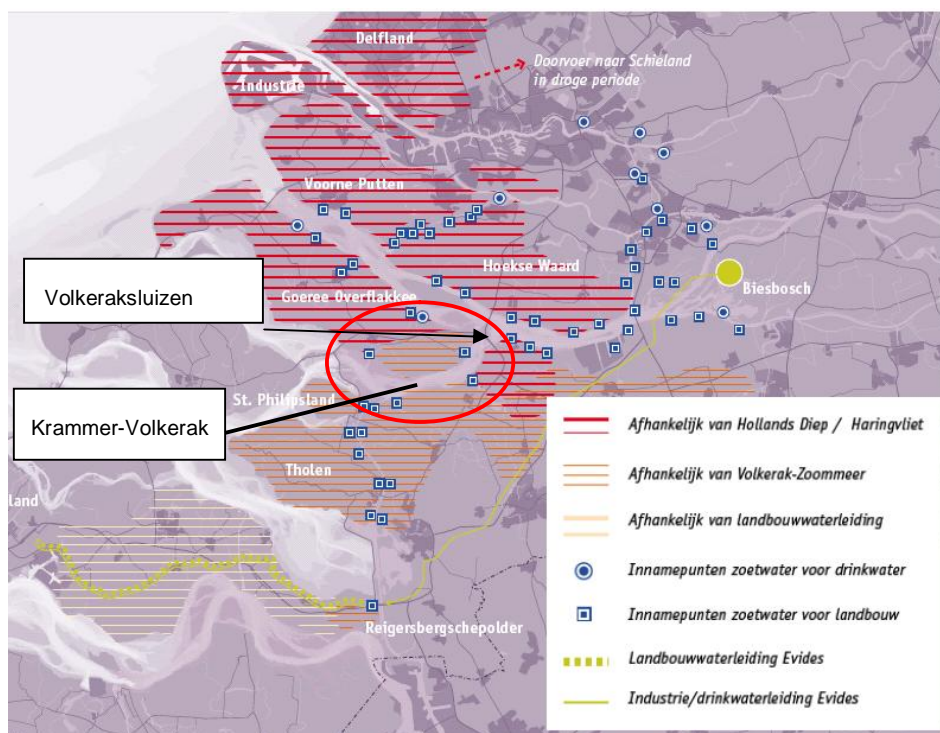 Delfland
Doorvoer naar Schieland
in droge periode
Industrie
Voorne Putten
Hoekse Waard
Volkeraksluizen
Goeree Overflakkee
Biesbosch
St. Philipsland
Krammer-Volkerak
Tholen
land
Reigersbergschepolder
Afhankelijk van Hollands Diep / Haringvliet
Afhankelijk van Volkerak-Zoommeer
Afhankelijk van landbouwwaterleiding
Innamepunten zoetwater voor drinkwater
Innamepunten zoetwater voor landbouw
Landbouwwaterleiding Evides
Industrie/drinkwaterleiding Evides